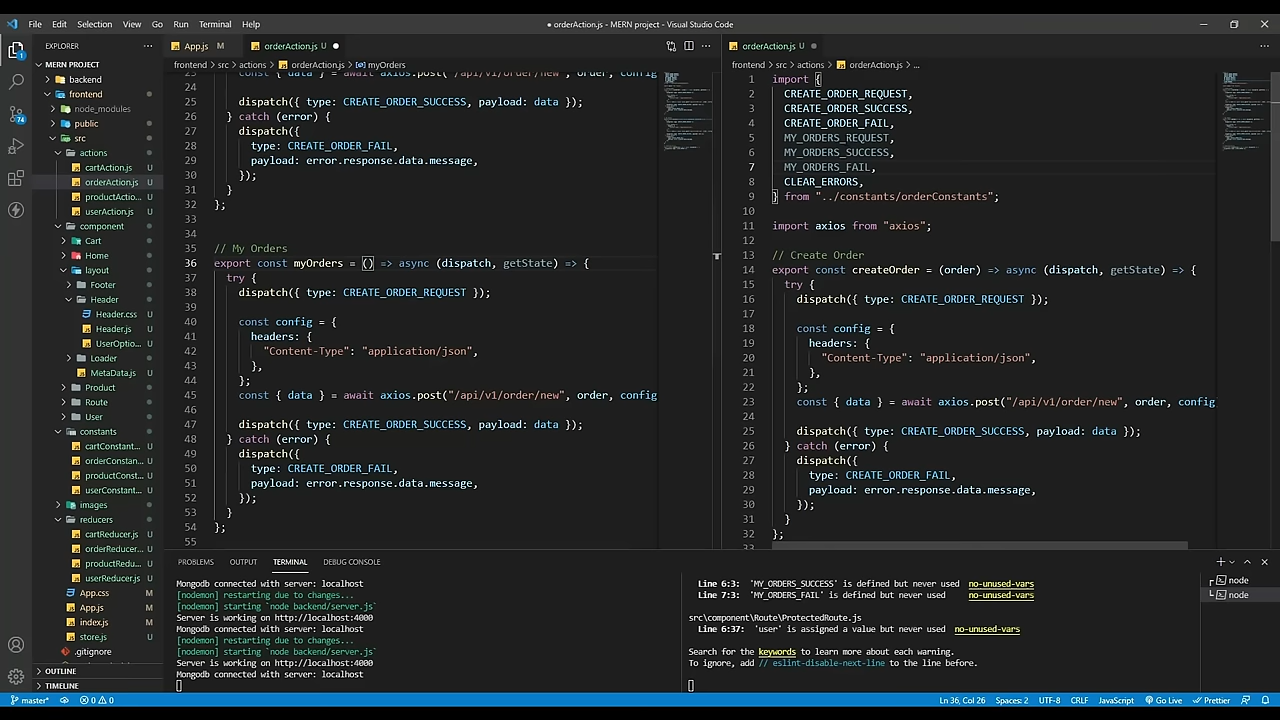 File Edit Selection View Go Run Terminal Help
● orderAction.js - MERN project - Visual Studio Code
EXPLORER
MERN PROJECT
backend
frontend
node_modules
public
src
actions
cartAction.js U
orderAction.js U
productActio... U
userAction.js U
component
Cart
Home
layout
Footer
Header
Header.css U
Header.js U
UserOptio... U
Loader
MetaData.js U
Product
Route
User
constants
cartConstant... U
orderConstan... U
productConst... U
userConstant... U
images
reducers
cartReducer.js U
orderReducer... U
productRedu... U
userReducer.js U
App.css M
App.js M
index.js M
store.js M
.gitignore
OUTLINE
TIMELINE
App.js M
orderAction.js U ●
frontend > src > actions > orderAction.js > myOrders
23 const { data } = await axios.post("/api/v1/order/new", order, config
24
25 dispatch({ type: CREATE_ORDER_SUCCESS, payload: data });
26 } catch (error) {
27 dispatch({
28 type: CREATE_ORDER_FAIL,
29 payload: error.response.data.message,
30 });
31 }
32 };
33
34
35 // My Orders
36 export const myOrders = () => async (dispatch, getState) => {
37 try {
38 dispatch({ type: CREATE_ORDER_REQUEST });
39
40 const config = {
41 headers: {
42 "Content-Type": "application/json",
43 },
44 };
45 const { data } = await axios.post("/api/v1/order/new", order, config
46
47 dispatch({ type: CREATE_ORDER_SUCCESS, payload: data });
48 } catch (error) {
49 dispatch({
50 type: CREATE_ORDER_FAIL,
51 payload: error.response.data.message,
52 });
53 }
54 };
55
orderAction.js U ●
frontend > src > actions > orderAction.js > ...
1 import {
2 CREATE_ORDER_REQUEST,
3 CREATE_ORDER_SUCCESS,
4 CREATE_ORDER_FAIL,
5 MY_ORDERS_REQUEST,
6 MY_ORDERS_SUCCESS,
7 MY_ORDERS_FAIL,
8 CLEAR_ERRORS,
9 } from "../constants/orderConstants";
10
11 import axios from "axios";
12
13 // Create Order
14 export const createOrder = (order) => async (dispatch, getState) => {
15 try {
16 dispatch({ type: CREATE_ORDER_REQUEST });
17
18 const config = {
19 headers: {
20 "Content-Type": "application/json",
21 },
22 };
23 const { data } = await axios.post("/api/v1/order/new", order, config
24
25 dispatch({ type: CREATE_ORDER_SUCCESS, payload: data });
26 } catch (error) {
27 dispatch({
28 type: CREATE_ORDER_FAIL,
29 payload: error.response.data.message,
30 });
31 }
32 };
33
PROBLEMS OUTPUT TERMINAL DEBUG CONSOLE
Mongodb connected with server: localhost
[nodemon] restarting due to changes...
[nodemon] starting `node backend/server.js`
Server is working on http://localhost:4000
Mongodb connected with server: localhost
[nodemon] restarting due to changes...
[nodemon] starting `node backend/server.js`
Server is working on http://localhost:4000
Mongodb connected with server: localhost
Line 6:3: 'MY_ORDERS_SUCCESS' is defined but never used no-unused-vars
Line 7:3: 'MY_ORDERS_FAIL' is defined but never used no-unused-vars
src\component\Route\ProtectedRoute.js
Line 6:37: 'user' is assigned a value but never used no-unused-vars
Search for the keywords to learn more about each warning.
To ignore, add // eslint-disable-next-line to the line before.
node
node
1
74
master* 0 0
Ln 36, Col 26 Spaces: 2 UTF-8 CRLF JavaScript Go Live Prettier